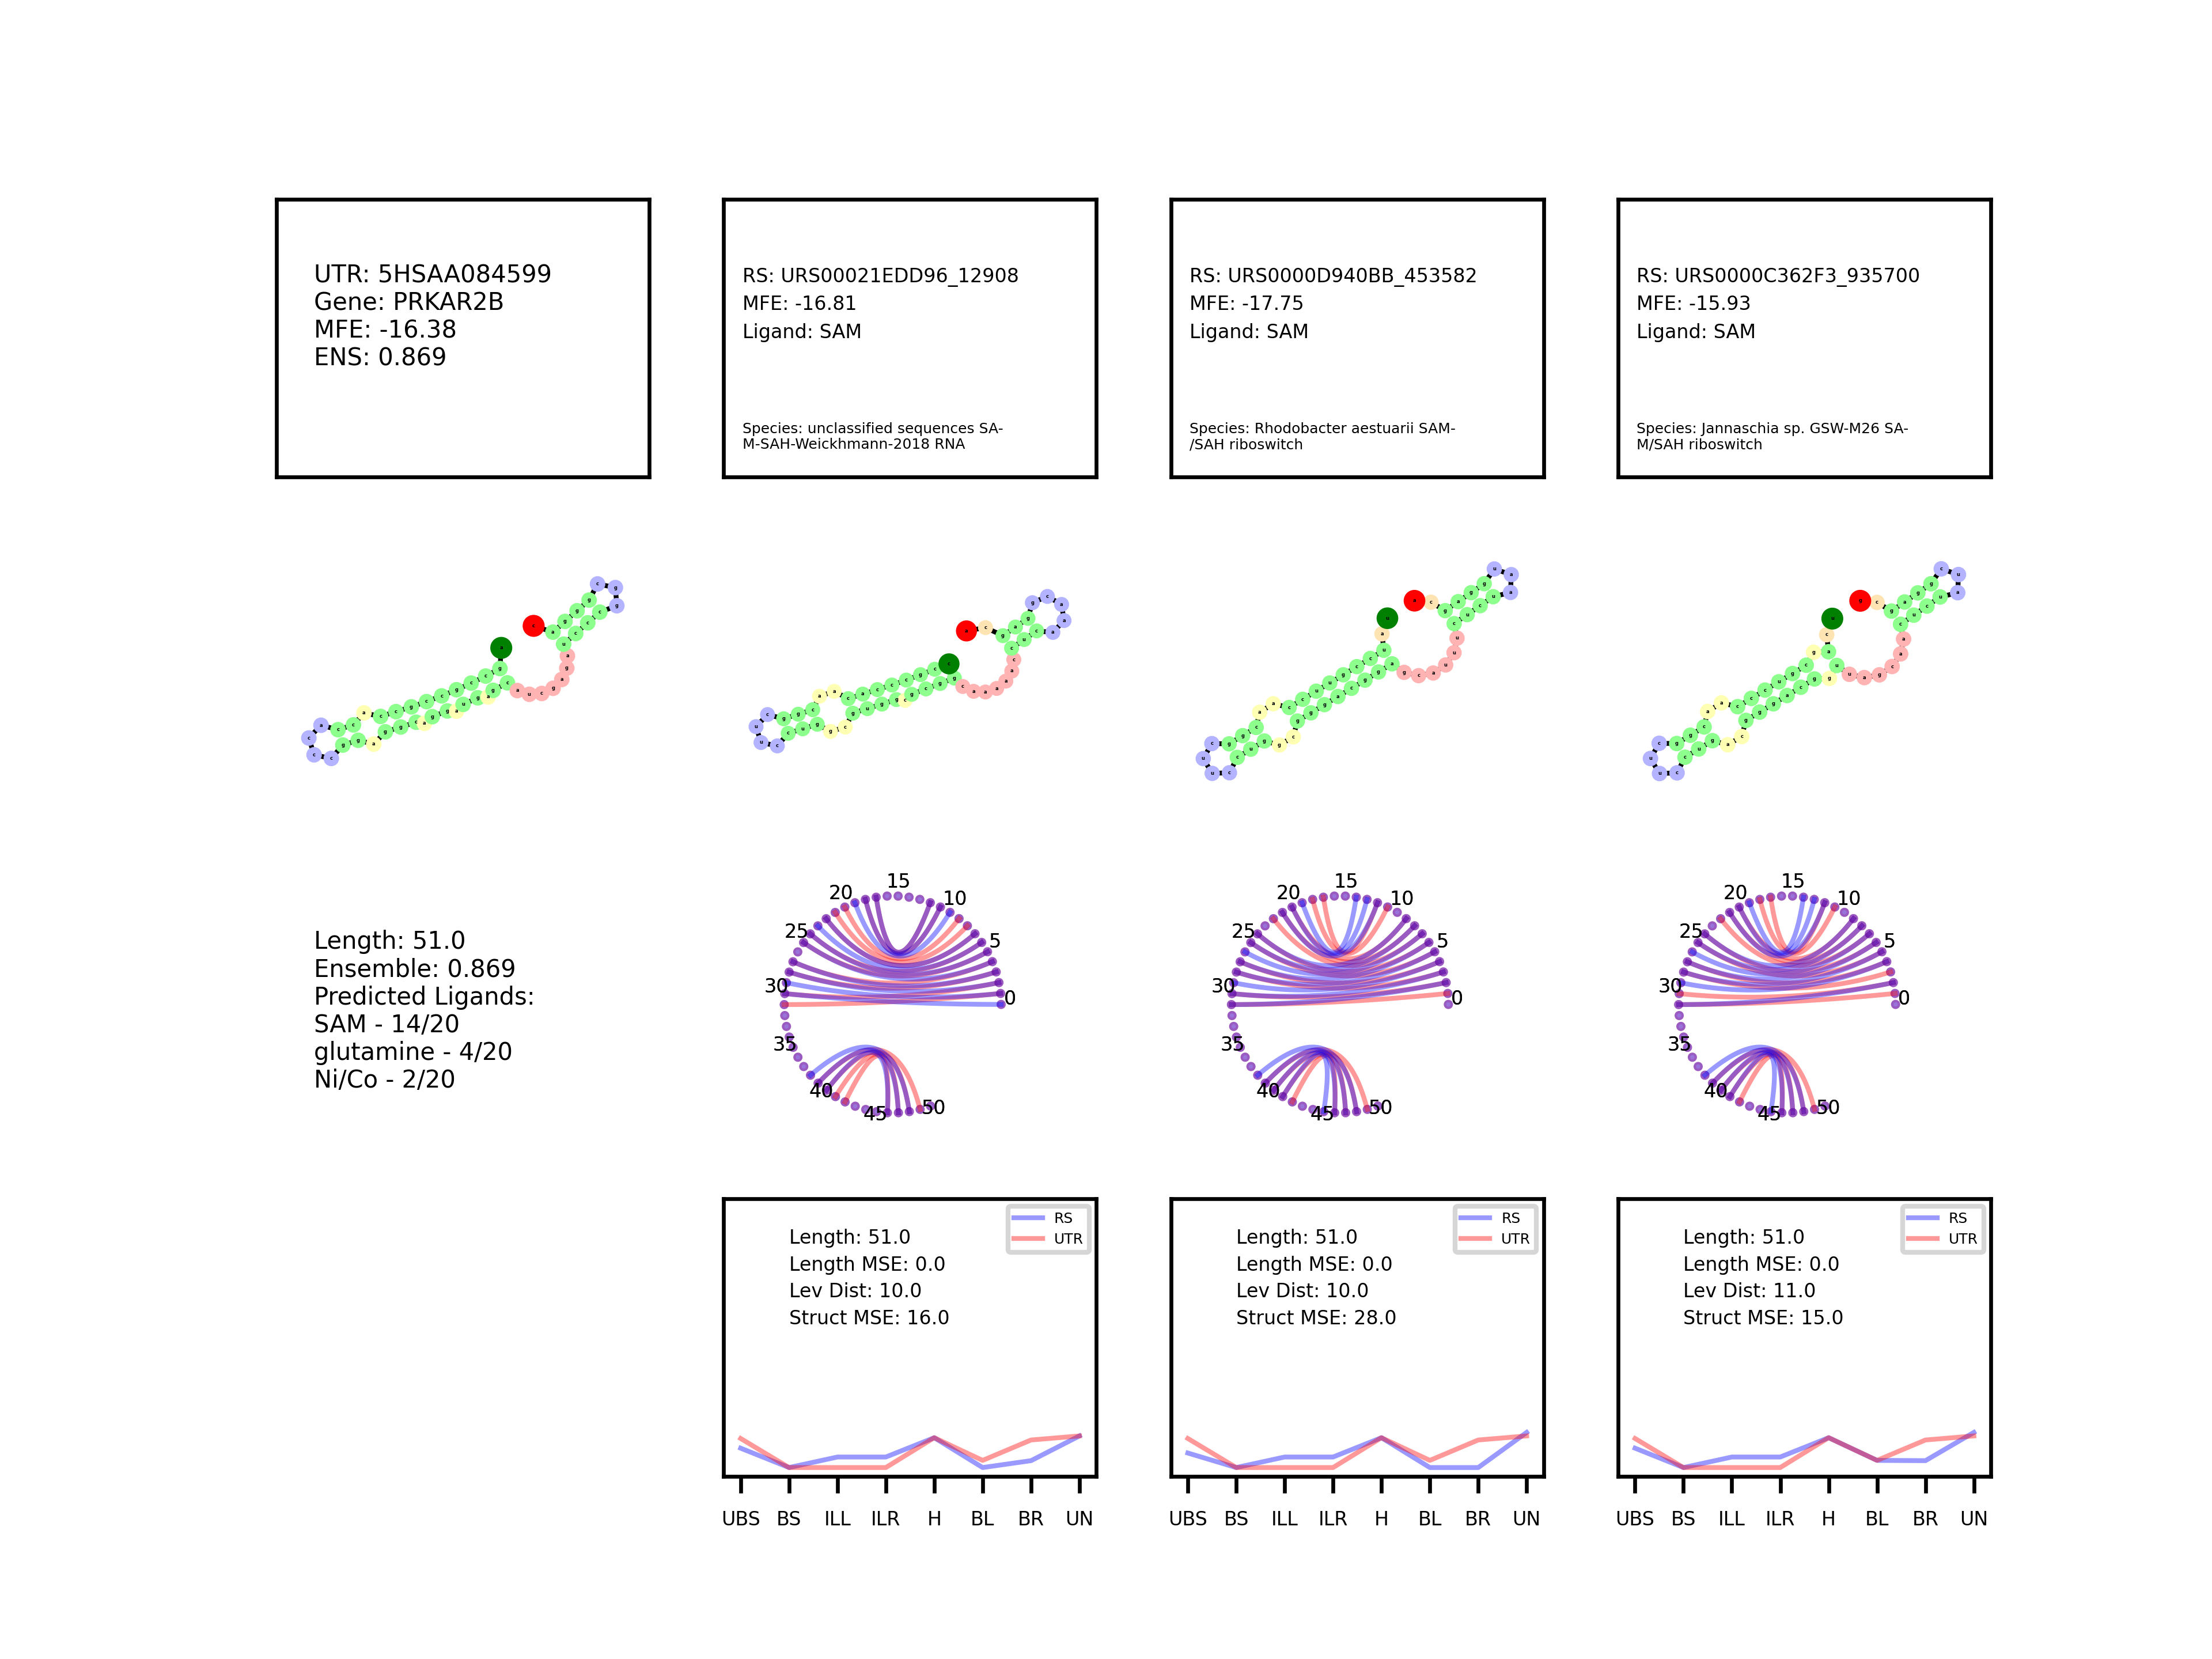 UTR: 5HSAA084599
Gene: PRKAR2B
MFE: -16.38
ENS: 0.869
RS: URS00021EDD96_12908
MFE: -16.81
Ligand: SAM
Species: unclassified sequences SA-
M-SAH-Weickhmann-2018 RNA
RS: URS0000D940BB_453582
MFE: -17.75
Ligand: SAM
Species: Rhodobacter aestuarii SAM-
/SAH riboswitch
RS: URS0000C362F3_935700
MFE: -15.93
Ligand: SAM
Species: Jannaschia sp. GSW-M26 SA-
M/SAH riboswitch
Length: 51.0
Ensemble: 0.869
Predicted Ligands:
SAM - 14/20
glutamine - 4/20
Ni/Co - 2/20
0
5
10
15
20
25
30
35
40
45
50
0
5
10
15
20
25
30
35
40
45
50
0
5
10
15
20
25
30
35
40
45
50
RS
UTR
Length: 51.0
Length MSE: 0.0
Lev Dist: 10.0
Struct MSE: 16.0
UBS BS ILL ILR H BL BR UN
RS
UTR
Length: 51.0
Length MSE: 0.0
Lev Dist: 10.0
Struct MSE: 28.0
UBS BS ILL ILR H BL BR UN
RS
UTR
Length: 51.0
Length MSE: 0.0
Lev Dist: 11.0
Struct MSE: 15.0
UBS BS ILL ILR H BL BR UN